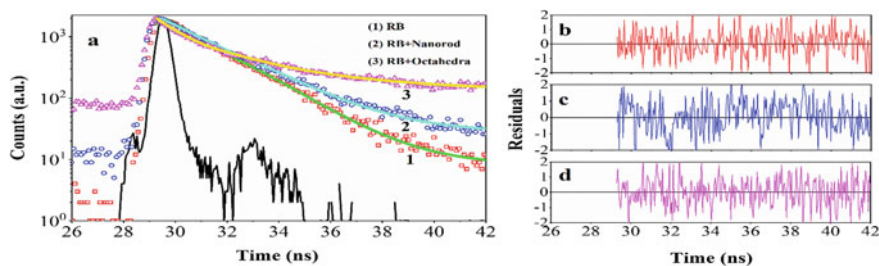 a
(1) RB
(2) RB+Nanorod
(3) RB+Octahedra
3
2
1
Counts (a.u.)
10³
10²
10¹
10⁰
26 28 30 32 34 36 38 40 42
Time (ns)
b
c
d
Residuals
2
1
0
-1
-2
2
1
0
-1
-2
2
1
0
-1
-2
26 28 30 32 34 36 38 40 42
Time (ns)